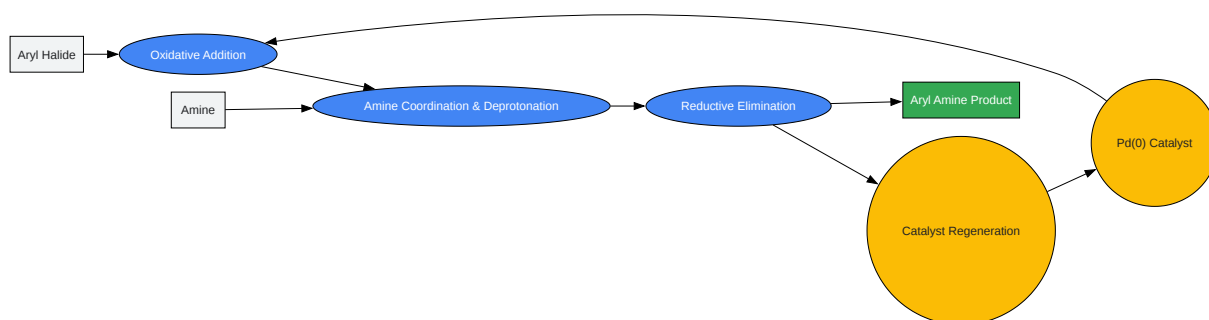 Aryl Halide
Oxidative Addition
Amine
Amine Coordination & Deprotonation
Reductive Elimination
Aryl Amine Product
Pd(0) Catalyst
Catalyst Regeneration